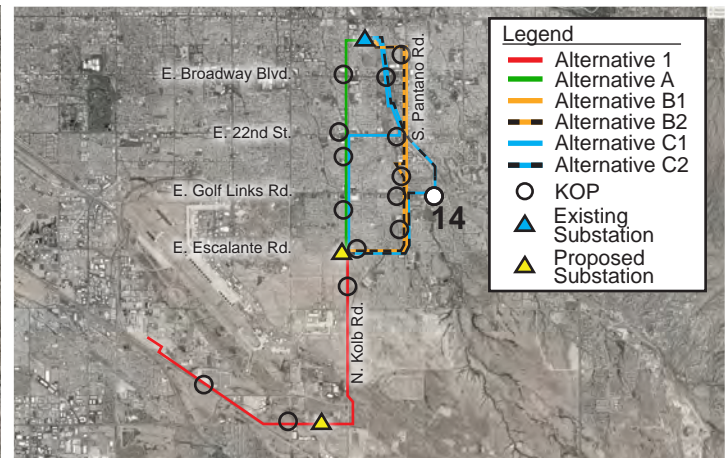 Legend
Alternative 1
Alternative A
Alternative B1
Alternative B2
Alternative C1
Alternative C2
KOP
Existing
Substation
Proposed
Substation
E. Broadway Blvd.
S. Pantano Rd.
E. 22nd St.
E. Golf Links Rd.
14
E. Escalante Rd.
N. Kolb Rd.